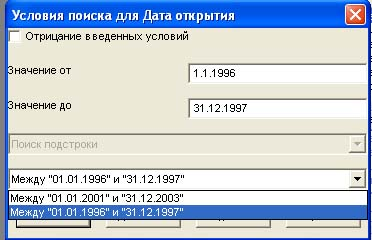 Условия поиска для Дата открытия
Отрицание введенных условий
Значение от
1.1.1996
Значение до
31.12.1997
Поиск подстроки
Между "01.01.1996" и "31.12.1997"
Между "01.01.2001" и "31.12.2003"
Между "01.01.1996" и "31.12.1997"